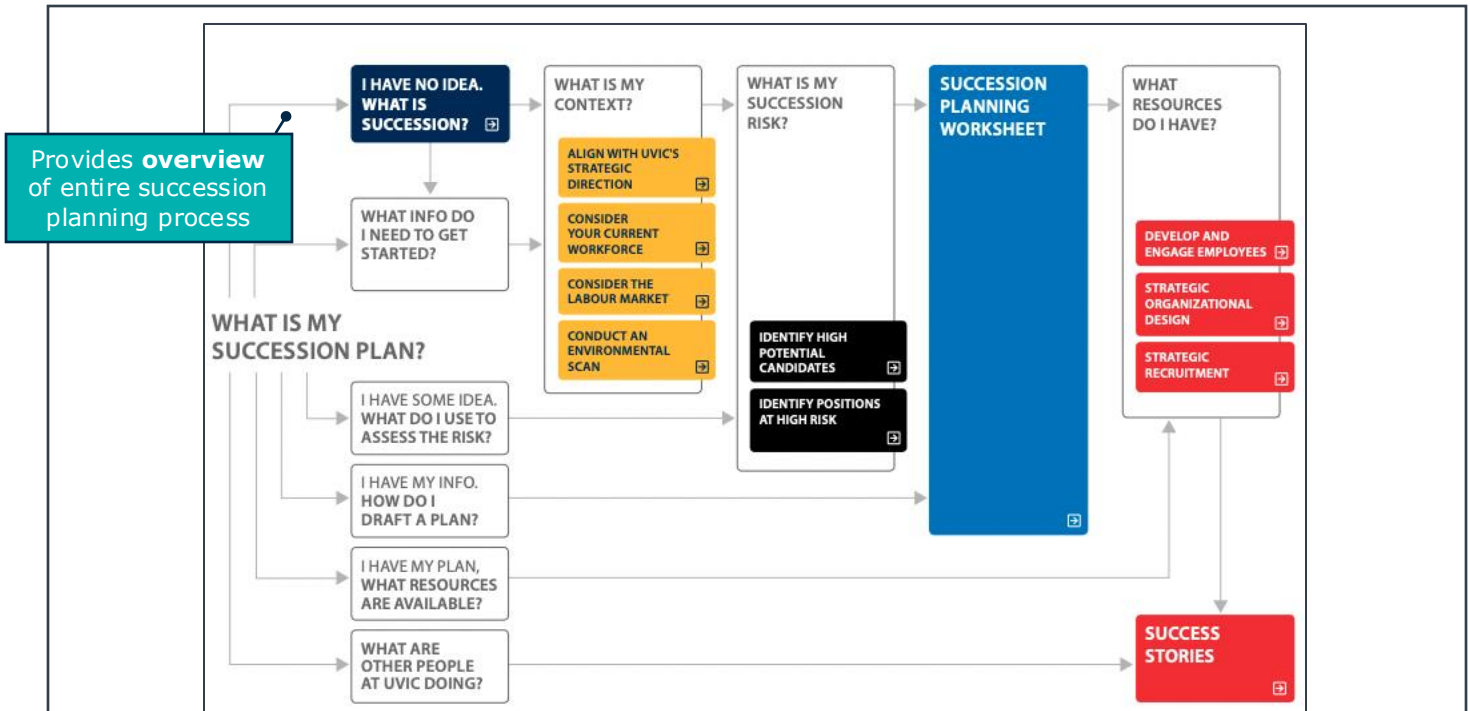 I HAVE NO IDEA.
WHAT IS
SUCCESSION?
WHAT IS MY
CONTEXT?
WHAT IS MY
SUCCESSION
RISK?
SUCCESSION
PLANNING
WORKSHEET
WHAT
RESOURCES
DO I HAVE?
Provides overview
of entire succession
planning process
ALIGN WITH UVIC'S
STRATEGIC
DIRECTION
WHAT INFO DO
I NEED TO GET
STARTED?
CONSIDER
YOUR CURRENT
WORKFORCE
CONSIDER THE
LABOUR MARKET
CONDUCT AN
ENVIRONMENTAL
SCAN
IDENTIFY HIGH
POTENTIAL
CANDIDATES
IDENTIFY POSITIONS
AT HIGH RISK
DEVELOP AND
ENGAGE EMPLOYEES
STRATEGIC
ORGANIZATIONAL
DESIGN
STRATEGIC
RECRUITMENT
WHAT IS MY
SUCCESSION PLAN?
I HAVE SOME IDEA.
WHAT DO I USE TO
ASSESS THE RISK?
I HAVE MY INFO.
HOW DO I
DRAFT A PLAN?
I HAVE MY PLAN,
WHAT RESOURCES
ARE AVAILABLE?
WHAT ARE
OTHER PEOPLE
AT UVIC DOING?
SUCCESS
STORIES